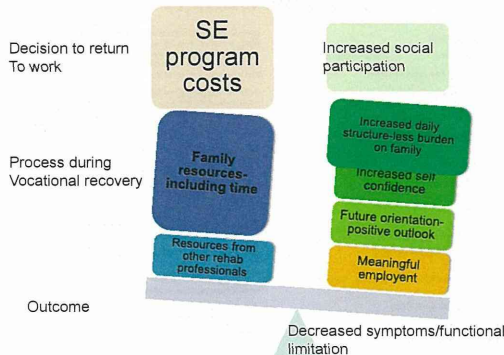 Decision to return
To work
SE
program
costs
Increased social
participation
Process during
Vocational recovery
Family
resources-
including time
Increased daily
structure-less burden
on family
Increased self
confidence
Future orientation-
positive outlook
Resources from
other rehab
professionals
Meaningful
employent
Outcome
Decreased symptoms/functional
limitation